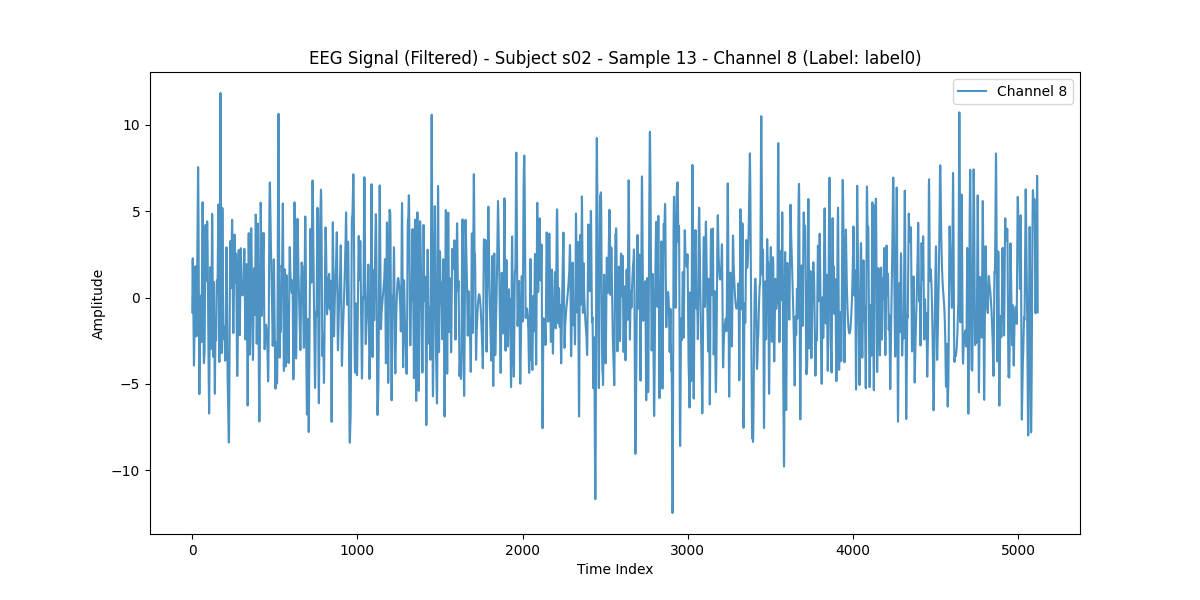 EEG Signal (Filtered) - Subject s02 - Sample 13 - Channel 8 (Label: label0)
Channel 8
10
5
0
−5
−10
Amplitude
0 1000 2000 3000 4000 5000
Time Index